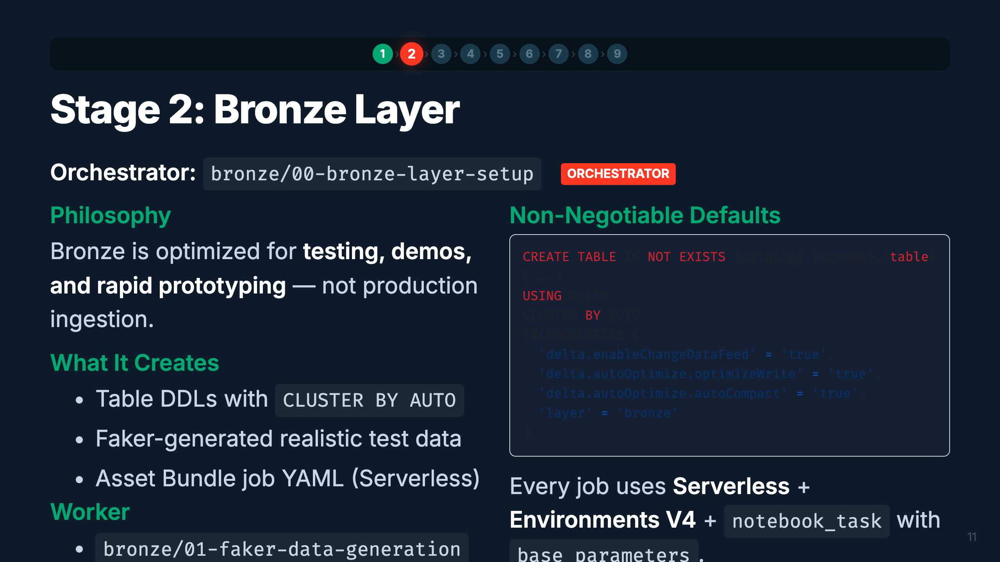 1 › 2 › 3 › 4 › 5 › 6 › 7 › 8 › 9
Stage 2: Bronze Layer
Orchestrator: bronze/00-bronze-layer-setup ORCHESTRATOR
Philosophy
Bronze is optimized for testing, demos,
and rapid prototyping — not production
ingestion.
What It Creates
• Table DDLs with CLUSTER BY AUTO
• Faker-generated realistic test data
• Asset Bundle job YAML (Serverless)
Worker
• bronze/01-faker-data-generation
Non-Negotiable Defaults
CREATE TABLE IF NOT EXISTS {catalog}.{schema}.{table}
(...)
USING DELTA
CLUSTER BY AUTO
TBLPROPERTIES (
'delta.enableChangeDataFeed' = 'true',
'delta.autoOptimize.optimizeWrite' = 'true',
'delta.autoOptimize.autoCompact' = 'true',
'layer' = 'bronze'
)
Every job uses Serverless +
Environments V4 + notebook_task with
base_parameters.
11